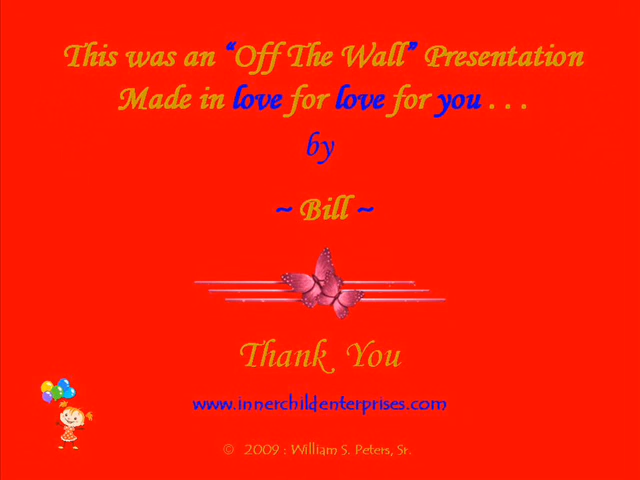 This was an “Off The Wall” Presentation
Made in love for love for you . . .
by
~ Bill ~
Thank You
www.innerchildenterprises.com
© 2009 : William S. Peters, Sr.